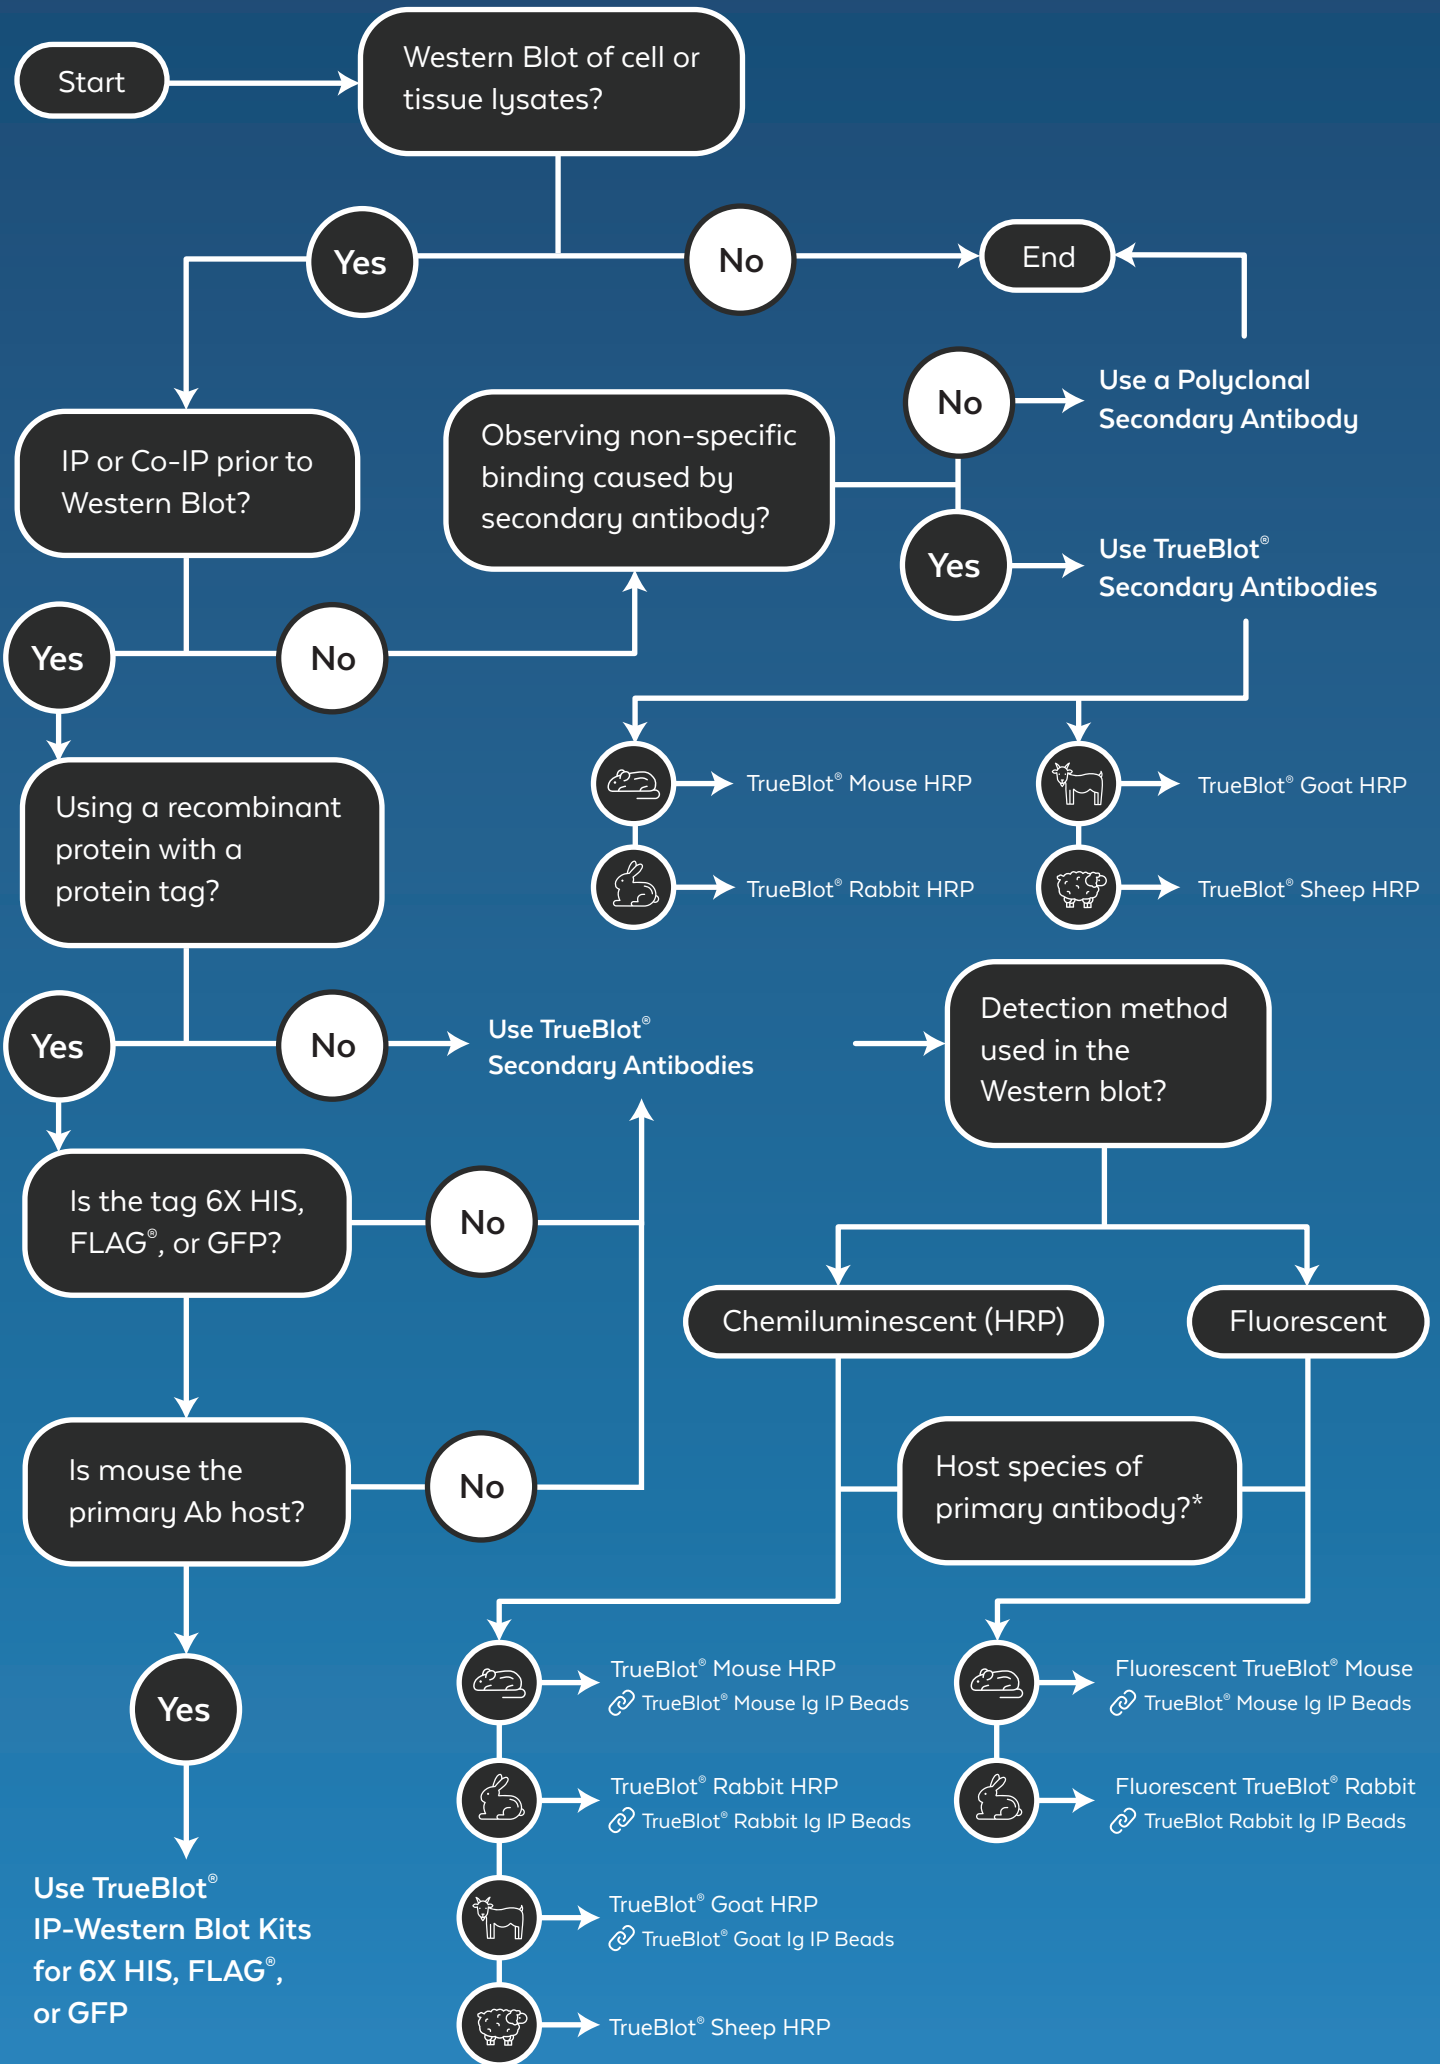 Start
Western Blot of cell or
tissue lysates?
Yes
No
End
IP or Co-IP prior to
Western Blot?
Observing non-specific
binding caused by
secondary antibody?
No
Use a Polyclonal
Secondary Antibody
Yes
Use TrueBlot®
Secondary Antibodies
Yes
No
TrueBlot® Mouse HRP
TrueBlot® Goat HRP
TrueBlot® Rabbit HRP
TrueBlot® Sheep HRP
Using a recombinant
protein with a
protein tag?
Yes
No
Use TrueBlot®
Secondary Antibodies
Detection method
used in the
Western blot?
Is the tag 6X HIS,
FLAG®, or GFP?
No
Chemiluminescent (HRP)
Fluorescent
Is mouse the
primary Ab host?
No
Host species of
primary antibody?*
Yes
Use TrueBlot®
IP-Western Blot Kits
for 6X HIS, FLAG®,
or GFP
TrueBlot® Mouse HRP
TrueBlot® Mouse Ig IP Beads
TrueBlot® Rabbit HRP
TrueBlot® Rabbit Ig IP Beads
TrueBlot® Goat HRP
TrueBlot® Goat Ig IP Beads
TrueBlot® Sheep HRP
Fluorescent TrueBlot® Mouse
TrueBlot® Mouse Ig IP Beads
Fluorescent TrueBlot® Rabbit
TrueBlot Rabbit Ig IP Beads